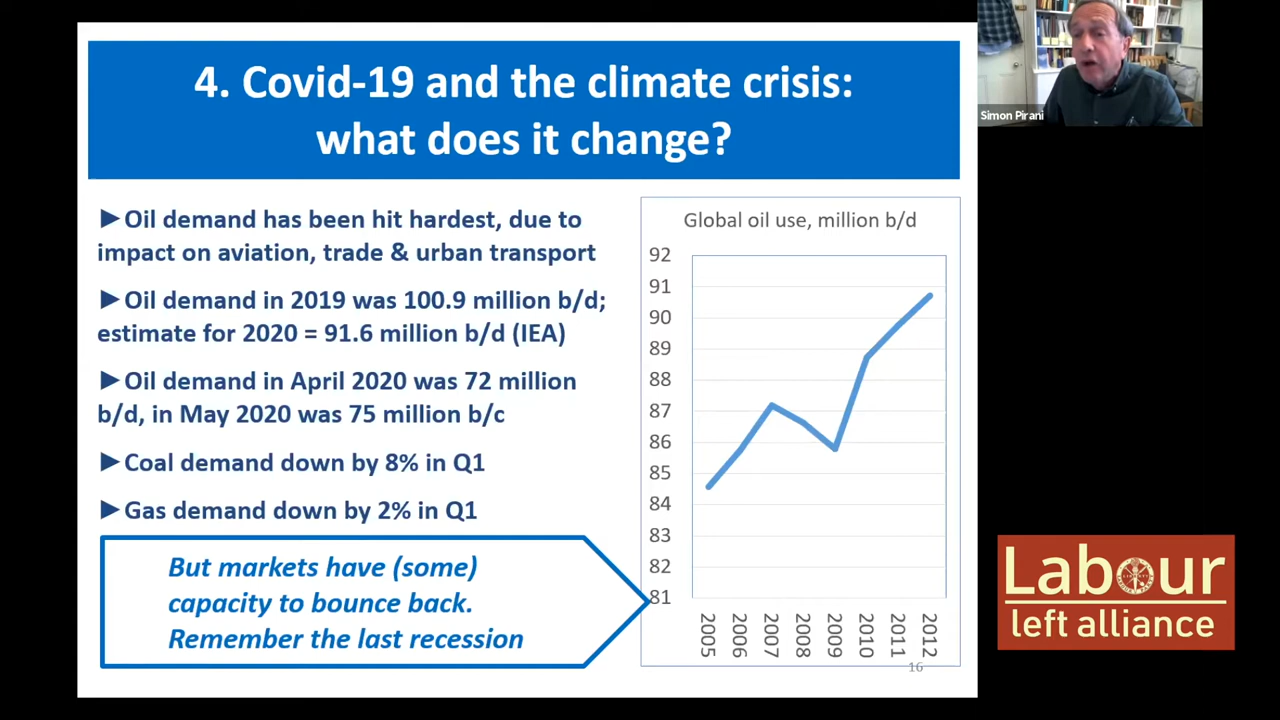 4. Covid-19 and the climate crisis:
what does it change?
►Oil demand has been hit hardest, due to
impact on aviation, trade & urban transport
►Oil demand in 2019 was 100.9 million b/d;
estimate for 2020 = 91.6 million b/d (IEA)
►Oil demand in April 2020 was 72 million
b/d, in May 2020 was 75 million b/c
►Coal demand down by 8% in Q1
►Gas demand down by 2% in Q1
But markets have (some)
capacity to bounce back.
Remember the last recession
Global oil use, million b/d
92
91
90
89
88
87
86
85
84
83
82
81
2005
2006
2007
2008
2009
2010
2011
2012
16
Simon Pirani
Labour
left alliance